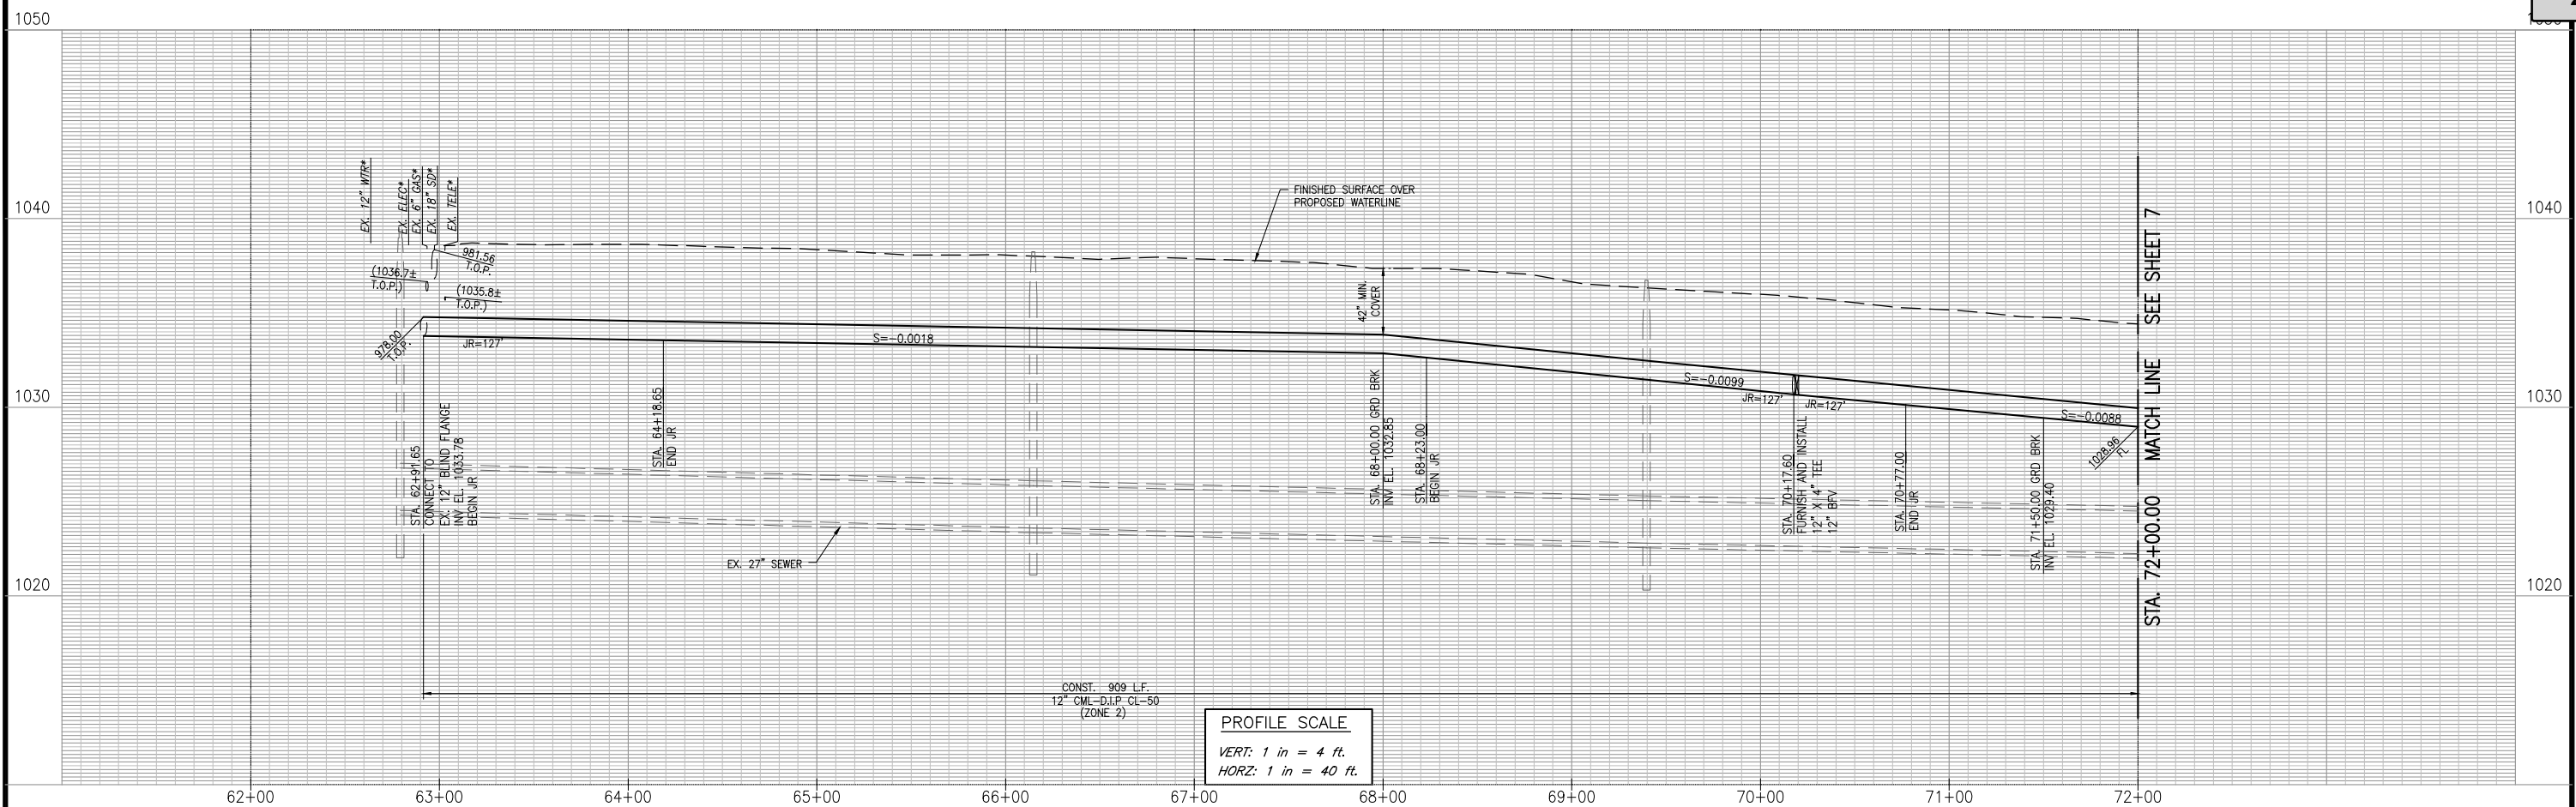 1050
1050
1040
1040
1030
1030
1020
1020
EX. 12" WTR*
EX. ELEC*
EX. 6" GAS*
EX. 18" SD*
EX. TELE*
981.56
T.O.P.
(1036.7±
T.O.P.)
(1035.8±
T.O.P.)
978.00
T.O.P.
FINISHED SURFACE OVER
PROPOSED WATERLINE
42" MIN.
COVER
JR=127'
S=-0.0018
S=-0.0099
JR=127'
JR=127'
S=-0.0088
1028.96
FL
STA. 62+91.65
CONNECT TO
EX. 12" BLIND FLANGE
INV EL. 1033.78
BEGIN JR
STA. 64+18.65
END JR
STA. 68+00.00 GRD BRK
INV EL. 1032.85
STA. 68+23.00
BEGIN JR
STA. 70+17.60
FURNISH AND INSTALL
12" X 4" TEE
12" BFV
STA. 70+77.00
END JR
STA. 71+50.00 GRD BRK
INV EL. 1029.40
STA. 72+00.00 MATCH LINE SEE SHEET 7
EX. 27" SEWER
CONST. 909 L.F.
12" CML-D.I.P CL-50
(ZONE 2)
PROFILE SCALE
VERT: 1 in = 4 ft.
HORZ: 1 in = 40 ft.
62+00
63+00
64+00
65+00
66+00
67+00
68+00
69+00
70+00
71+00
72+00